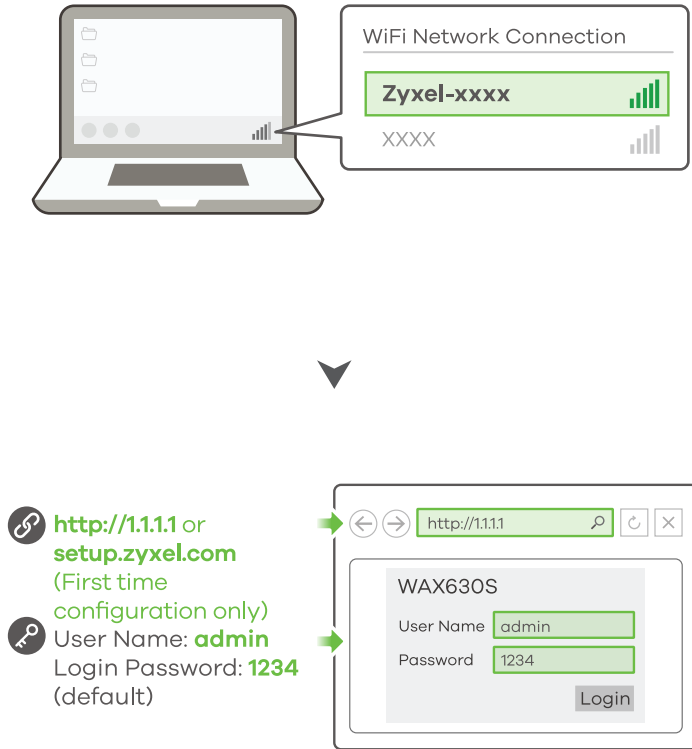 WiFi Network Connection
Zyxel-xxxx
XXXX
http://1.1.1.1 or
setup.zyxel.com
(First time
configuration only)
User Name: admin
Login Password: 1234
(default)
http://1.1.1.1
WAX630S
User Name admin
Password 1234
Login